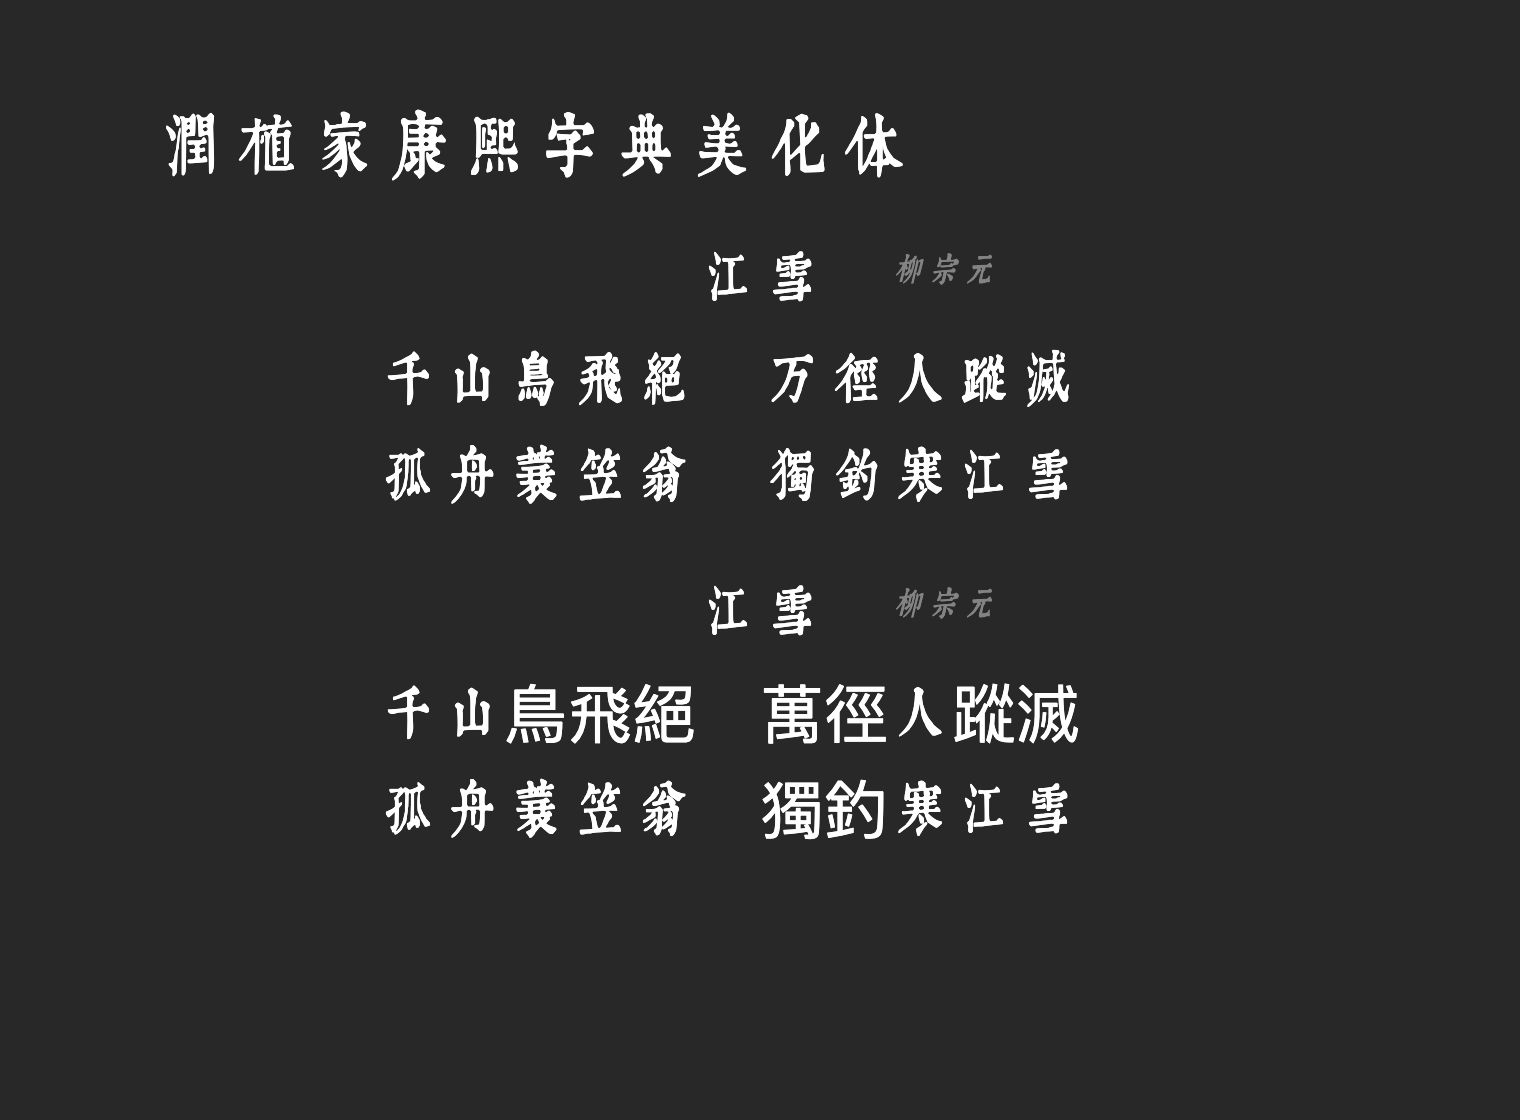 潤植家康熙字典美化体
江雪 柳宗元
千山鳥飛絕 万徑人蹤滅
孤舟蓑笠翁 獨釣寒江雪
江雪 柳宗元
千山鳥飛絕 萬徑人蹤滅
孤舟蓑笠翁 獨釣寒江雪